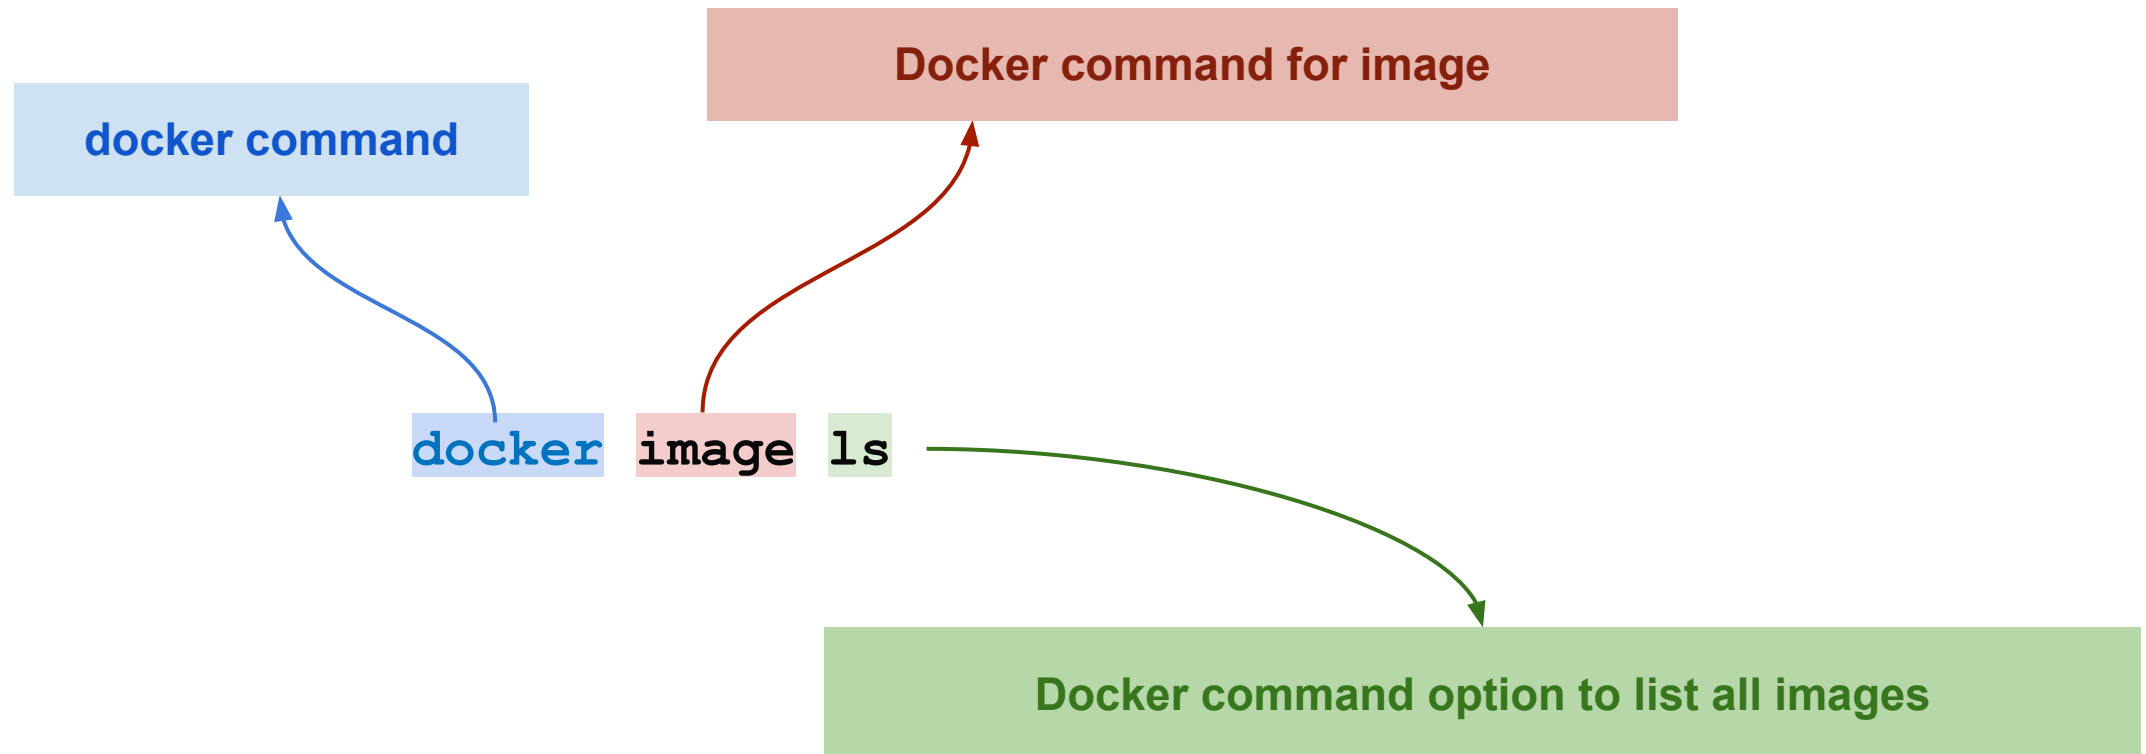 Docker command for image
docker command
docker image ls
Docker command option to list all images